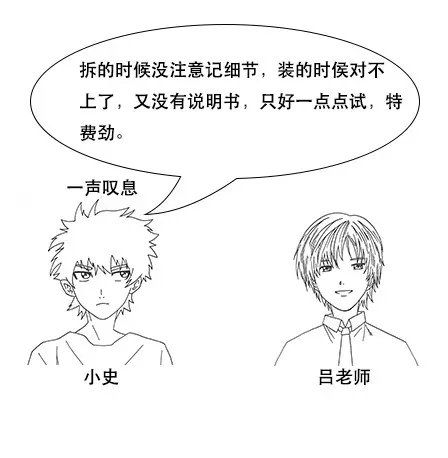 拆的时候没注意记细节，装的时侯对不
上了，又没有说明书，只好一点点试，特
费劲。
一声叹息
小史
吕老师